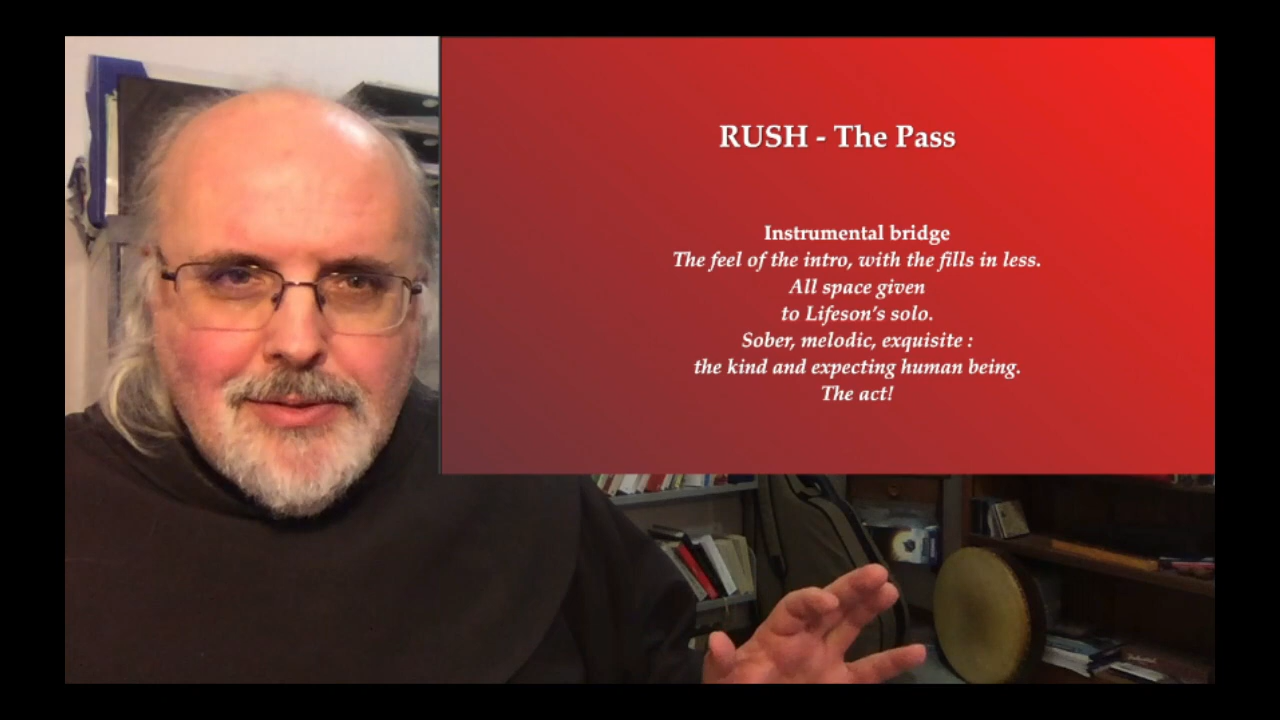 RUSH - The Pass
Instrumental bridge
The feel of the intro, with the fills in less.
All space given
to Lifeson's solo.
Sober, melodic, exquisite :
the kind and expecting human being.
The act!